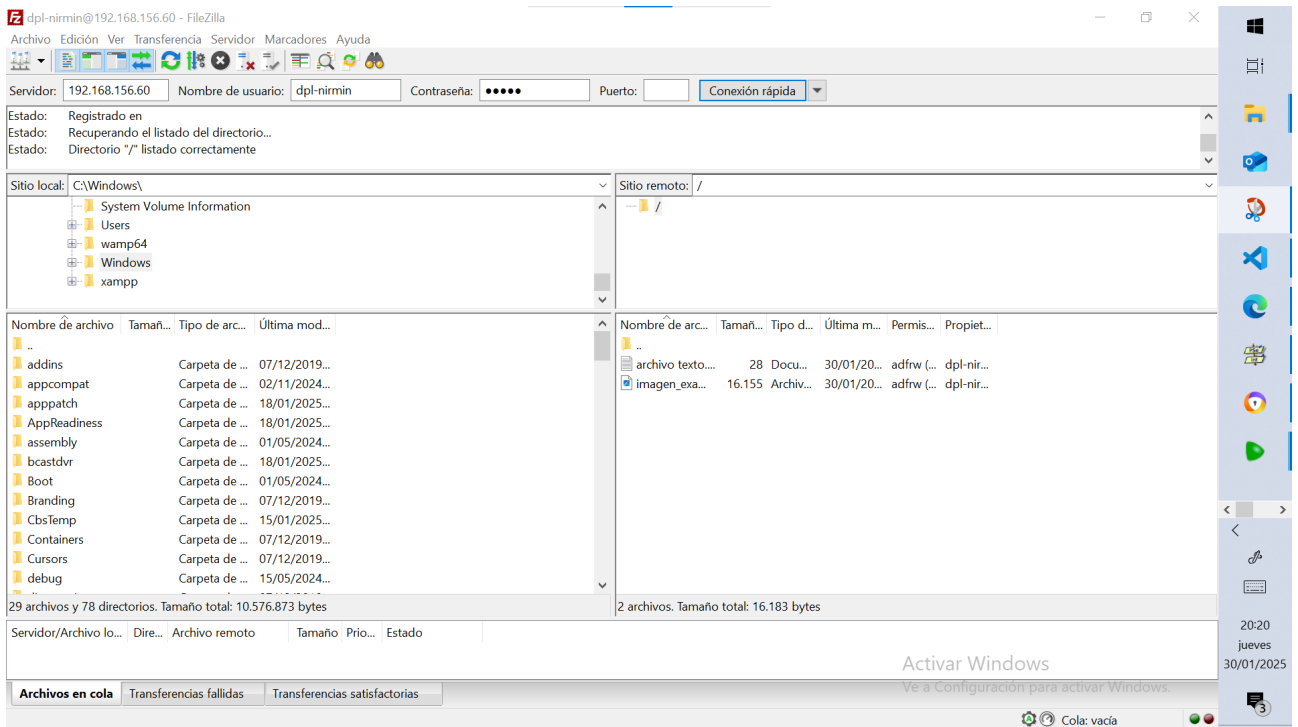 dpl-nirmin@192.168.156.60 - FileZilla
Archivo Edición Ver Transferencia Servidor Marcadores Ayuda
Servidor: 192.168.156.60 Nombre de usuario: dpl-nirmin Contraseña: ●●●●● Puerto: Conexión rápida
Estado: Registrado en
Estado: Recuperando el listado del directorio...
Estado: Directorio "/" listado correctamente
Sitio local: C:\Windows\
System Volume Information
Users
wamp64
Windows
xampp
Sitio remoto: /
/
Nombre de archivo Tamañ... Tipo de arc... Última mod...
..
addins Carpeta de ... 07/12/2019...
appcompat Carpeta de ... 02/11/2024...
apppatch Carpeta de ... 18/01/2025...
AppReadiness Carpeta de ... 18/01/2025...
assembly Carpeta de ... 01/05/2024...
bcastdvr Carpeta de ... 18/01/2025...
Boot Carpeta de ... 01/05/2024...
Branding Carpeta de ... 07/12/2019...
CbsTemp Carpeta de ... 15/01/2025...
Containers Carpeta de ... 07/12/2019...
Cursors Carpeta de ... 07/12/2019...
debug Carpeta de ... 15/05/2024...
29 archivos y 78 directorios. Tamaño total: 10.576.873 bytes
Nombre de arc... Tamañ... Tipo d... Última m... Permis... Propiet...
..
archivo texto.... 28 Docu... 30/01/20... adfrw (... dpl-nir...
imagen_exa... 16.155 Archiv... 30/01/20... adfrw (... dpl-nir...
2 archivos. Tamaño total: 16.183 bytes
Servidor/Archivo lo... Dire... Archivo remoto Tamaño Prio... Estado
Activar Windows
Ve a Configuración para activar Windows.
Archivos en cola Transferencias fallidas Transferencias satisfactorias
Cola: vacía
20:20
jueves
30/01/2025
3